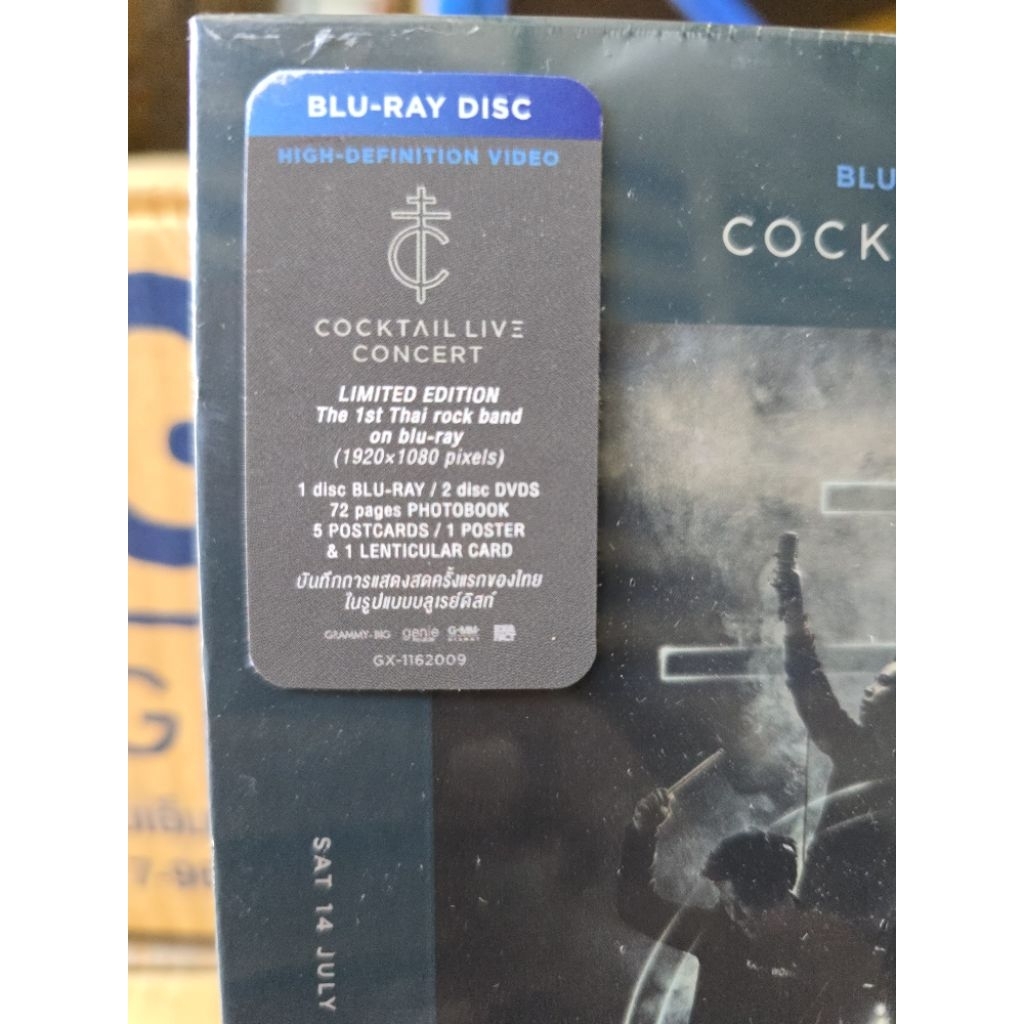 BLU-RAY DISC
HIGH-DEFINITION VIDEO
COCKTAIL LIVE
CONCERT
LIMITED EDITION
The 1st Thai rock band
on blu-ray
(1920×1080 pixels)
1 disc BLU-RAY / 2 disc DVDS
72 pages PHOTOBOOK
5 POSTCARDS / 1 POSTER
& 1 LENTICULAR CARD
บันทึกการแสดงสดครั้งแรกของไทย
ในรูปแบบบลูเรย์ดิสก์
GRAMMY-BIG genie
GX-1162009
BLU
COCK
SAT 14 JULY